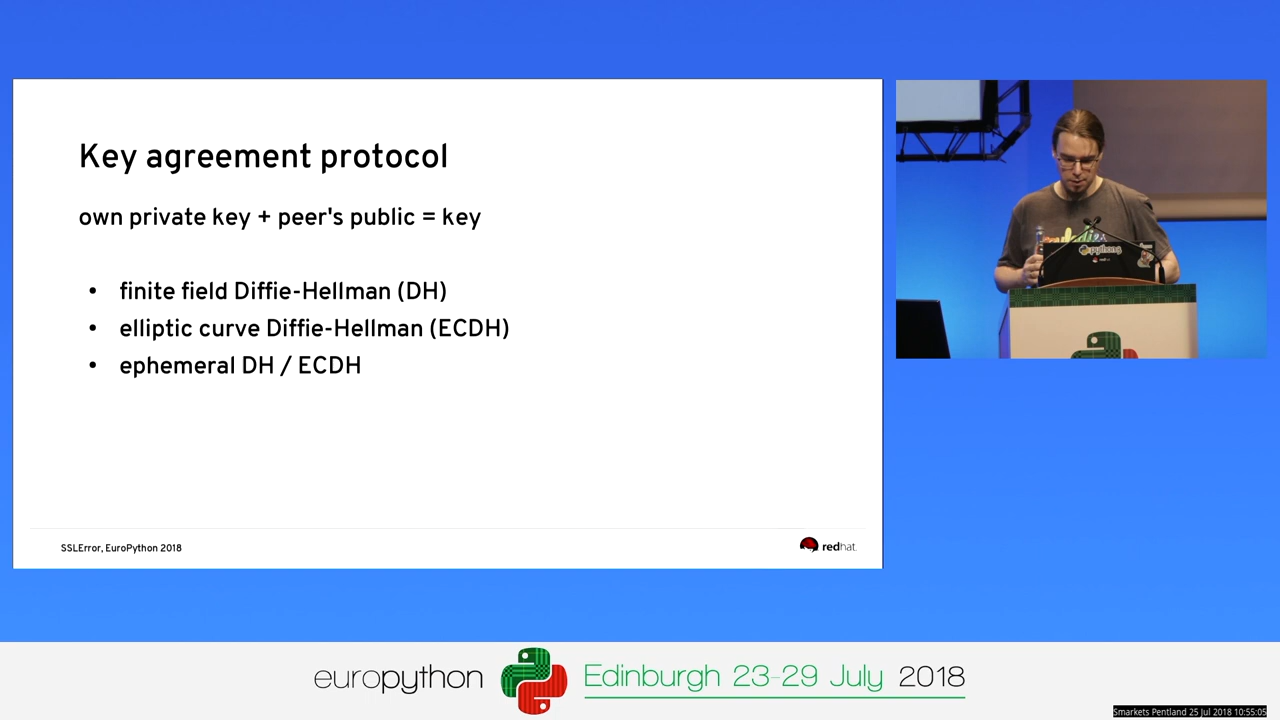 Key agreement protocol
own private key + peer's public = key
• finite field Diffie-Hellman (DH)
• elliptic curve Diffie-Hellman (ECDH)
• ephemeral DH / ECDH
SSLError, EuroPython 2018
redhat.
europython
Edinburgh 23-29 July 2018
Smarkets Pentland 25 Jul 2018 10:55:05